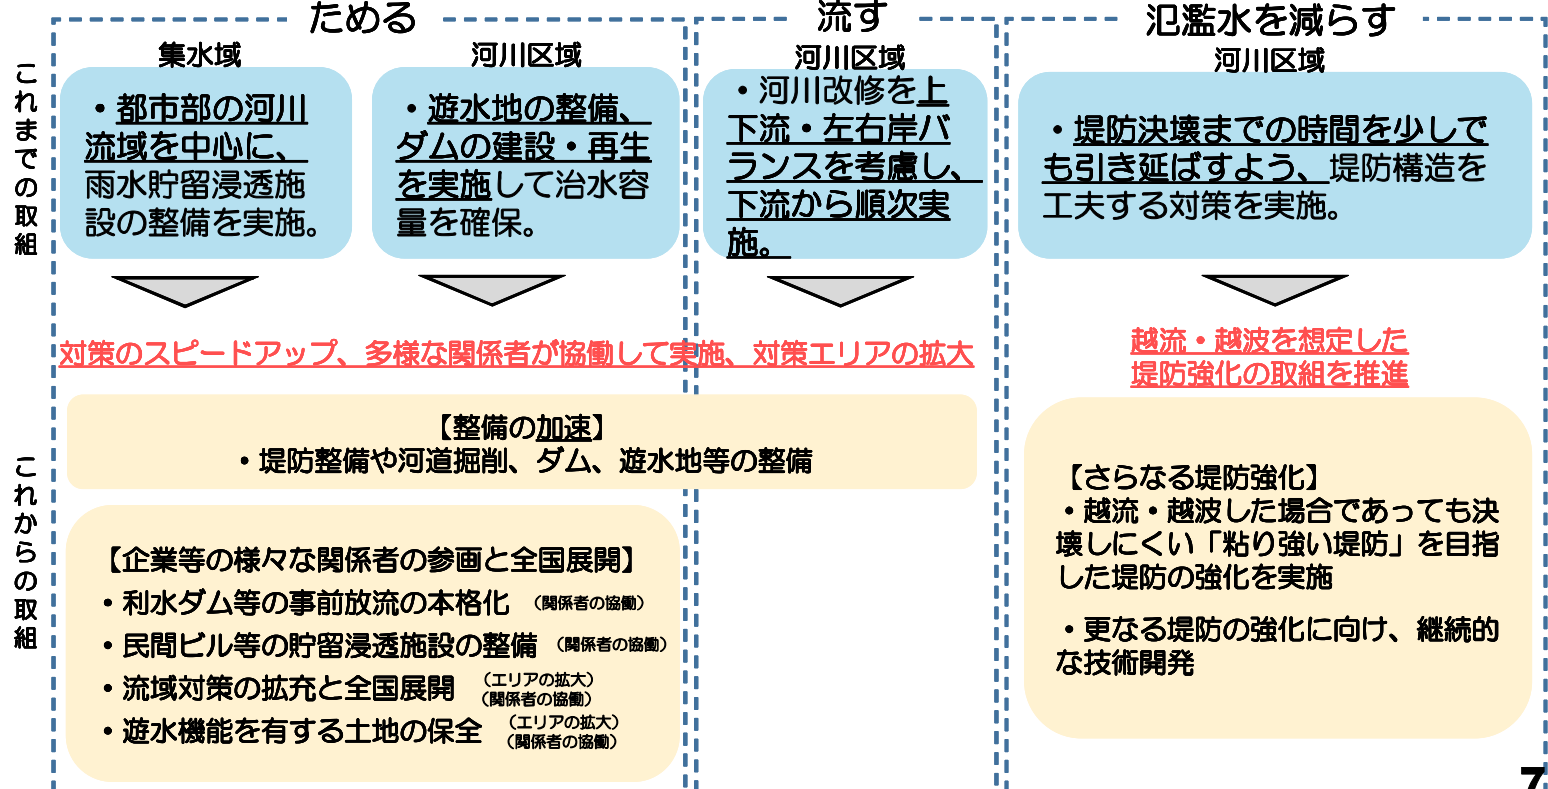 ためる
流す
氾濫水を減らす
集水域
河川区域
河川区域
河川区域
これまでの取組
・都市部の河川
流域を中心に、
雨水貯留浸透施
設の整備を実施。
・遊水地の整備、
ダムの建設・再生
を実施して治水容
量を確保。
・河川改修を上
下流・左右岸バ
ランスを考慮し、
下流から順次実
施。
・堤防決壊までの時間を少しで
も引き延ばすよう、堤防構造を
工夫する対策を実施。
対策のスピードアップ、多様な関係者が協働して実施、対策エリアの拡大
越流・越波を想定した
堤防強化の取組を推進
これからの取組
【整備の加速】
・堤防整備や河道掘削、ダム、遊水地等の整備
【企業等の様々な関係者の参画と全国展開】
・利水ダム等の事前放流の本格化 (関係者の協働)
・民間ビル等の貯留浸透施設の整備 (関係者の協働)
・流域対策の拡充と全国展開 (エリアの拡大)
(関係者の協働)
・遊水機能を有する土地の保全 (エリアの拡大)
(関係者の協働)
【さらなる堤防強化】
・越流・越波した場合であっても決
壊しにくい「粘り強い堤防」を目指
した堤防の強化を実施
・更なる堤防の強化に向け、継続的
な技術開発
7